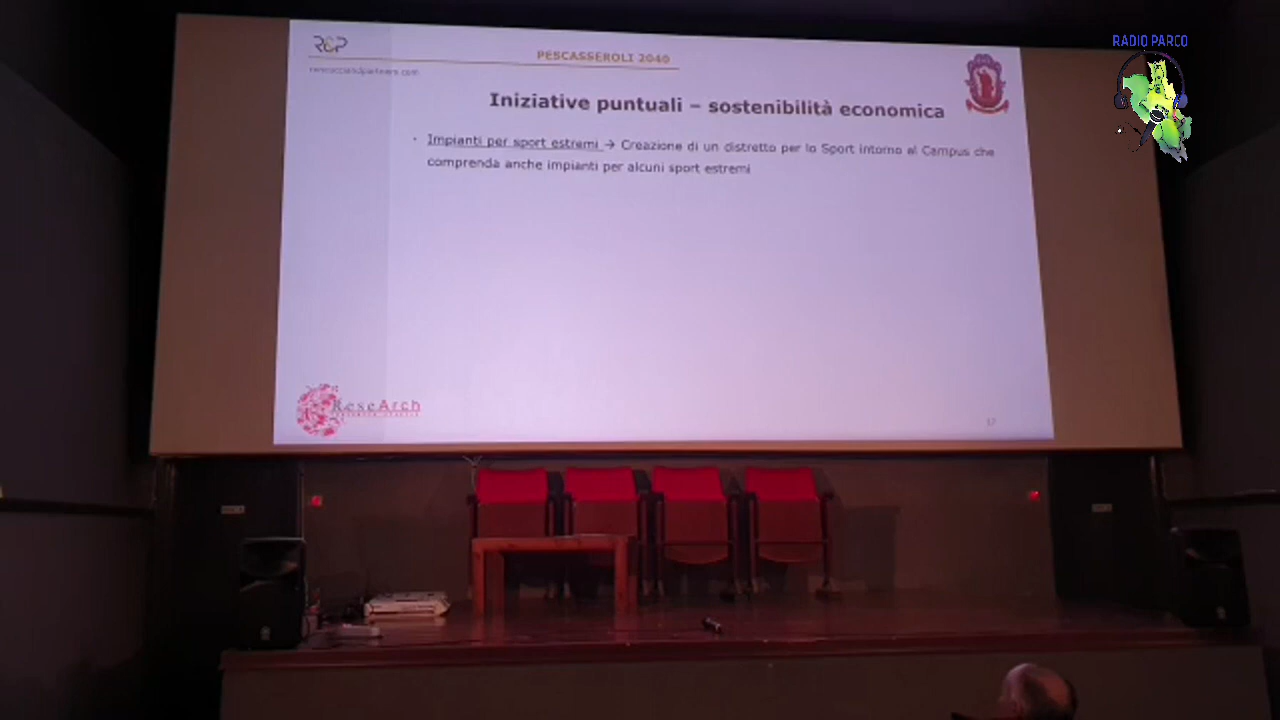 RADIO PARCO
R&P
PESCASSEROLI 2040
Iniziative puntuali – sostenibilità economica
· Impianti per sport estremi → Creazione di un distretto per lo Sport intorno al Campus che
comprenda anche impianti per alcuni sport estremi
ReseArch
17